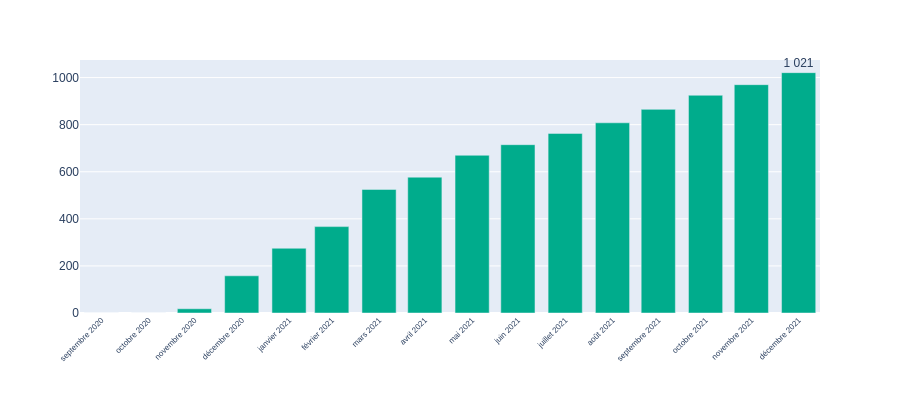 1 021
1000
800
600
400
200
0
septembre 2020
octobre 2020
novembre 2020
décembre 2020
janvier 2021
février 2021
mars 2021
avril 2021
mai 2021
juin 2021
juillet 2021
août 2021
septembre 2021
octobre 2021
novembre 2021
décembre 2021